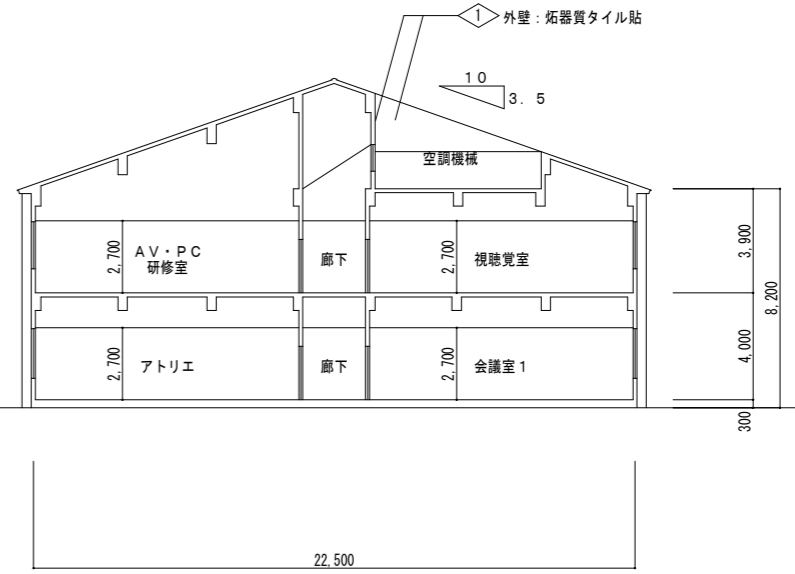 1
外壁：炻器質タイル貼
10
3. 5
空調機械
2,700
AV・PC
研修室
廊下
2,700
視聴覚室
3,900
8,200
2,700
アトリエ
廊下
2,700
会議室1
4,000
300
22,500